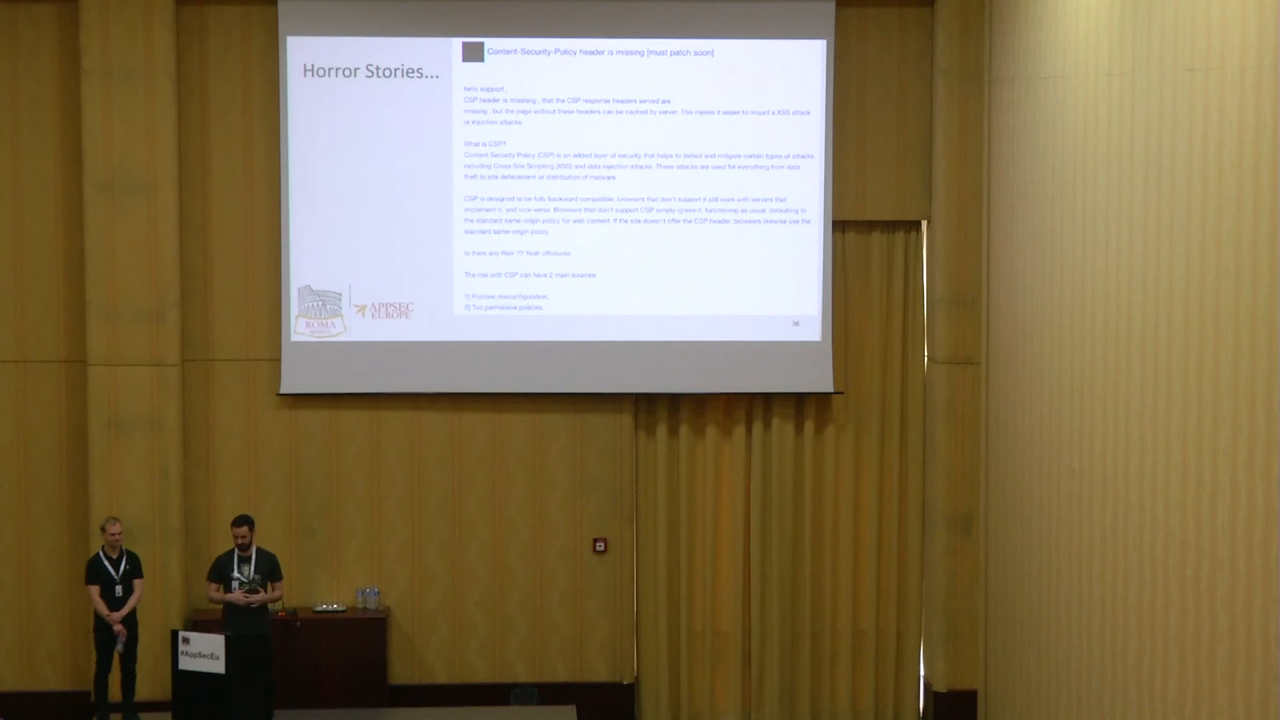 Horror Stories...
Content-Security-Policy header is missing [must patch soon]
hello support ,
CSP header is missing , that the CSP response headers served are
missing , but the page without these headers can be cached by server. This makes it easier to mount a XSS attack
or injection attacks.
What is CSP?
Content Security Policy (CSP) is an added layer of security that helps to detect and mitigate certain types of attacks,
including Cross Site Scripting (XSS) and data injection attacks. These attacks are used for everything from data
theft to site defacement or distribution of malware.
CSP is designed to be fully backward compatible; browsers that don't support it still work with servers that
implement it, and vice-versa. Browsers that don't support CSP simply ignore it, functioning as usual, defaulting to
the standard same-origin policy for web content. If the site doesn't offer the CSP header, browsers likewise use the
standard same-origin policy.
Is there any Risk ?? Yeah offcourse
The risk with CSP can have 2 main sources:
1] Policies misconfiguration,
2] Too permissive policies.
ROMA
APPSEC
EUROPE
36
#AppSecEu